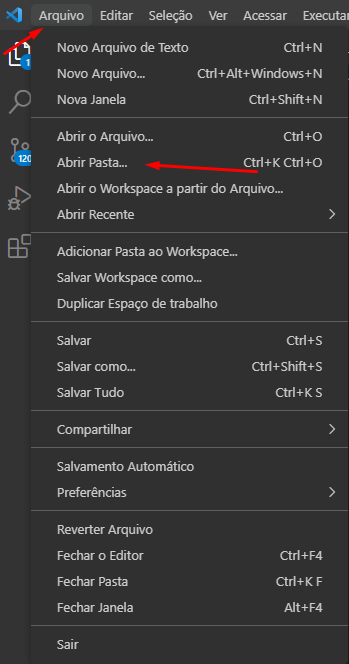 Arquivo Editar Seleção Ver Acessar Executar
Novo Arquivo de Texto Ctrl+N
1
Novo Arquivo... Ctrl+Alt+Windows+N
Nova Janela Ctrl+Shift+N
Abrir o Arquivo... Ctrl+O
120
Abrir Pasta... Ctrl+K Ctrl+O
Abrir o Workspace a partir do Arquivo...
Abrir Recente
Adicionar Pasta ao Workspace...
Salvar Workspace como...
Duplicar Espaço de trabalho
Salvar Ctrl+S
Salvar como... Ctrl+Shift+S
Salvar Tudo Ctrl+K S
Compartilhar
Salvamento Automático
Preferências
Reverter Arquivo
Fechar o Editor Ctrl+F4
Fechar Pasta Ctrl+K F
Fechar Janela Alt+F4
Sair